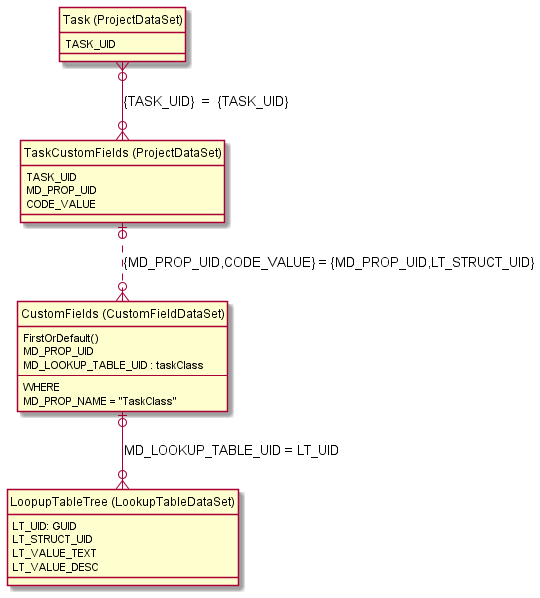 Task (ProjectDataSet)
TASK_UID
{TASK_UID} = {TASK_UID}
TaskCustomFields (ProjectDataSet)
TASK_UID
MD_PROP_UID
CODE_VALUE
{MD_PROP_UID,CODE_VALUE} = {MD_PROP_UID,LT_STRUCT_UID}
CustomFields (CustomFieldDataSet)
FirstOrDefault()
MD_PROP_UID
MD_LOOKUP_TABLE_UID : taskClass
WHERE
MD_PROP_NAME = "TaskClass"
MD_LOOKUP_TABLE_UID = LT_UID
LoopupTableTree (LookupTableDataSet)
LT_UID: GUID
LT_STRUCT_UID
LT_VALUE_TEXT
LT_VALUE_DESC